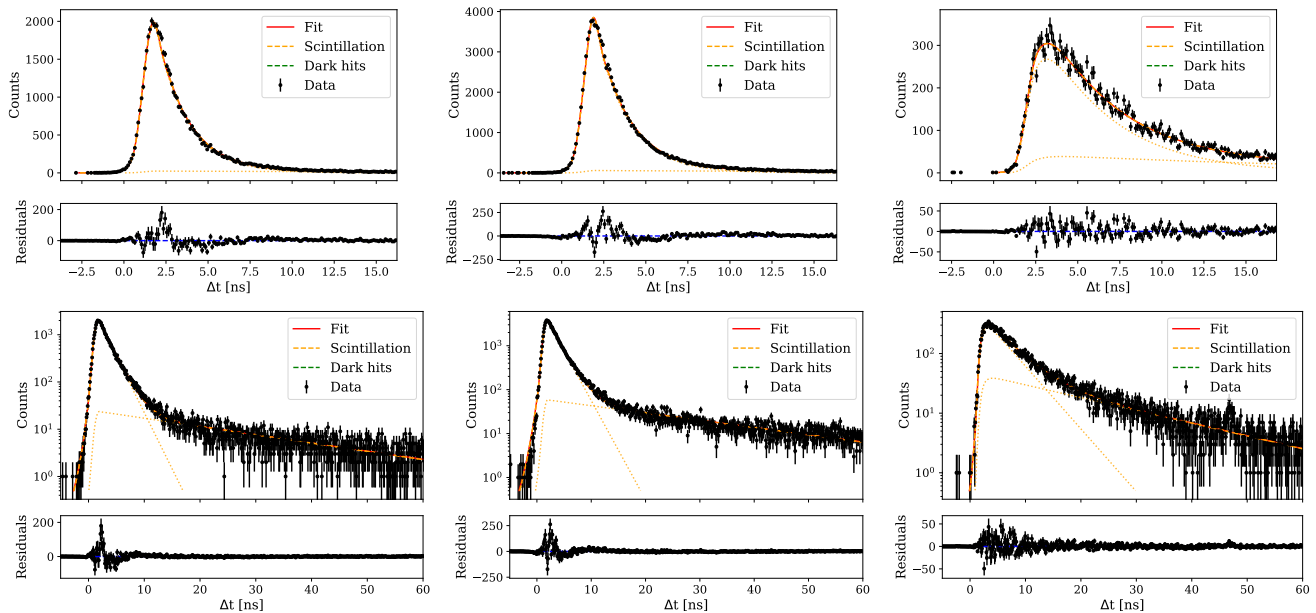 2000
1500
1000
500
0
Counts
Fit
Scintillation
Dark hits
Data
200
0
Residuals
−2.5 0.0 2.5 5.0 7.5 10.0 12.5 15.0
Δt [ns]
4000
3000
2000
1000
0
Counts
Fit
Scintillation
Dark hits
Data
250
0
−250
Residuals
−2.5 0.0 2.5 5.0 7.5 10.0 12.5 15.0
Δt [ns]
300
200
100
0
Counts
Fit
Scintillation
Dark hits
Data
50
0
−50
Residuals
−2.5 0.0 2.5 5.0 7.5 10.0 12.5 15.0
Δt [ns]
10³
10²
10¹
10⁰
Counts
Fit
Scintillation
Dark hits
Data
200
0
Residuals
0 10 20 30 40 50 60
Δt [ns]
10³
10²
10¹
10⁰
Counts
Fit
Scintillation
Dark hits
Data
250
0
−250
Residuals
0 10 20 30 40 50 60
Δt [ns]
10²
10¹
10⁰
Counts
Fit
Scintillation
Dark hits
Data
50
0
−50
Residuals
0 10 20 30 40 50 60
Δt [ns]